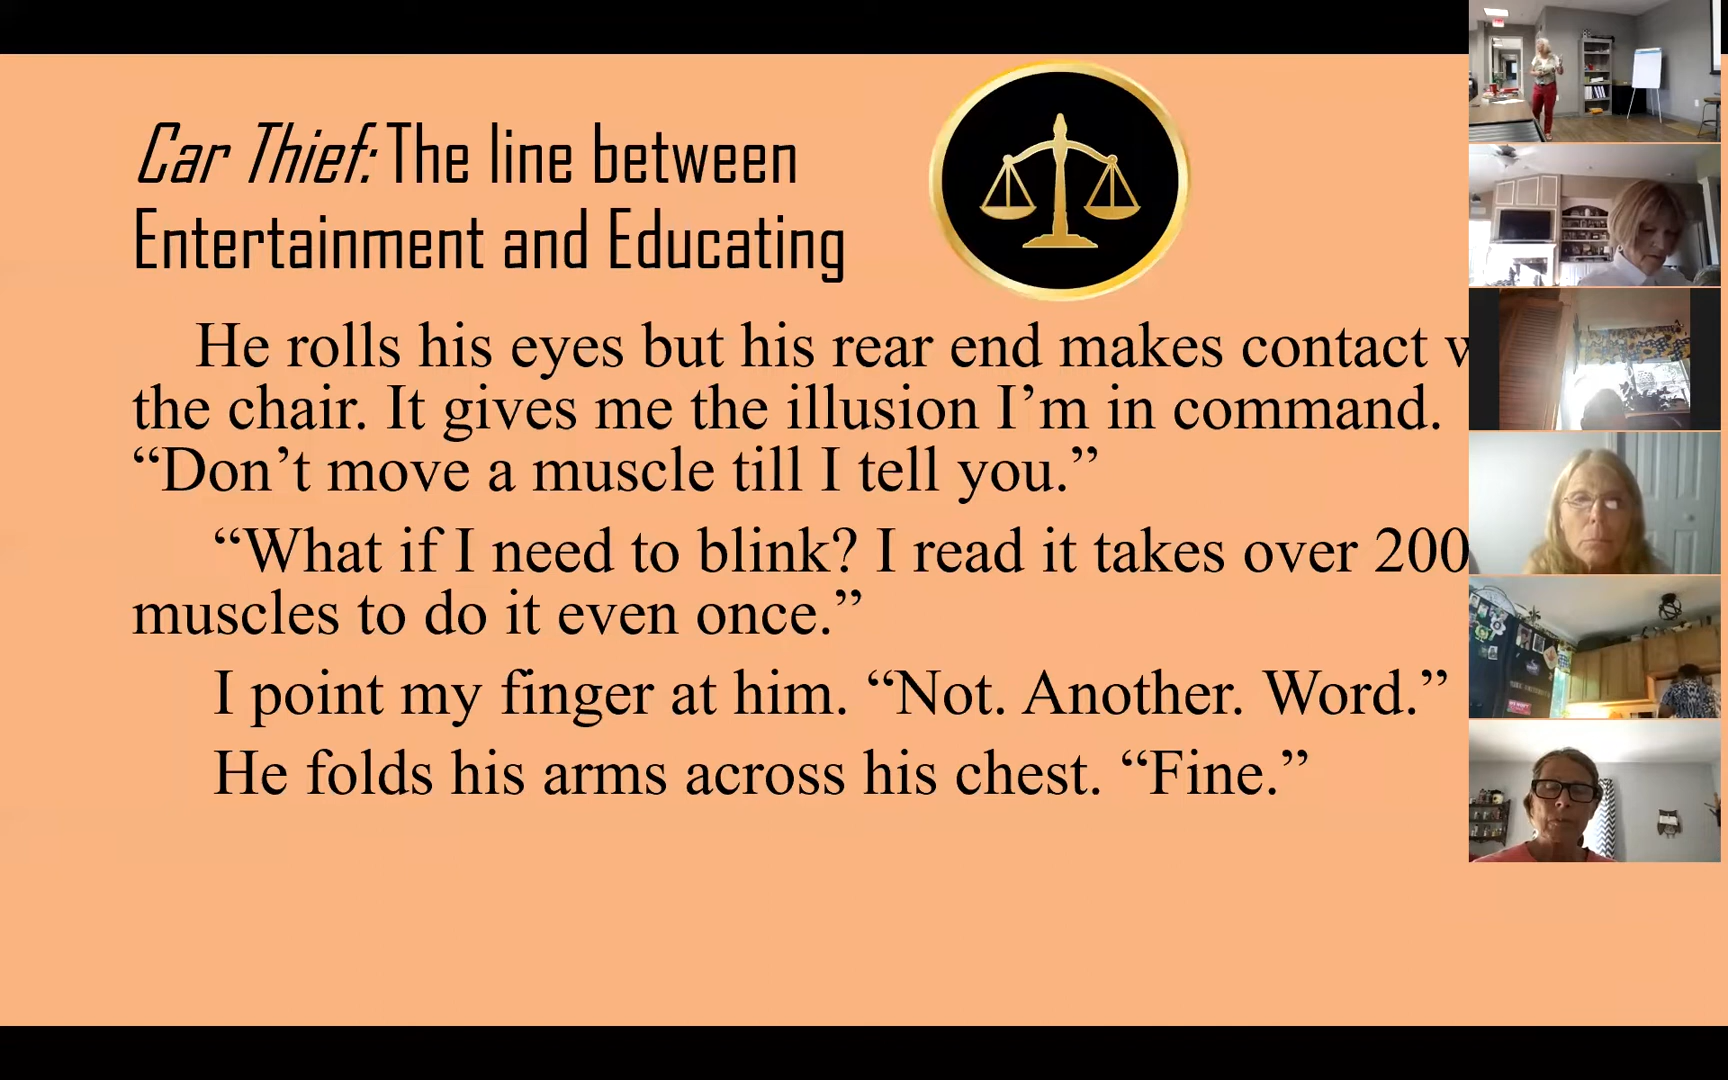 Car Thief: The line between
Entertainment and Educating
He rolls his eyes but his rear end makes contact
the chair. It gives me the illusion I’m in command.
“Don’t move a muscle till I tell you.”
“What if I need to blink? I read it takes over 200
muscles to do it even once.”
I point my finger at him. “Not. Another. Word.”
He folds his arms across his chest. “Fine.”